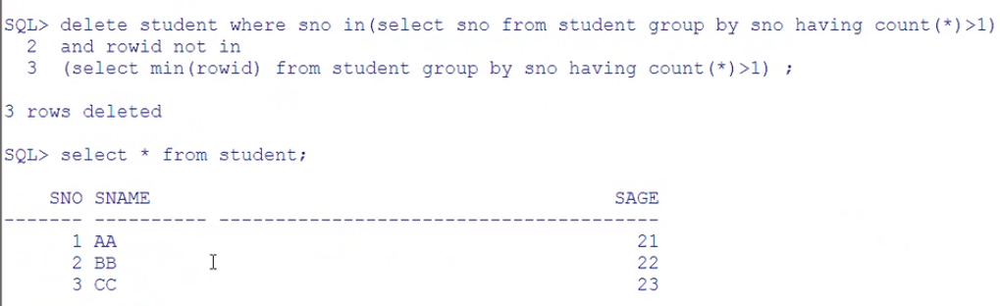 SQL> delete student where sno in(select sno from student group by sno having count(*)>1)
  2  and rowid not in
  3  (select min(rowid) from student group by sno having count(*)>1) ;
3 rows deleted
SQL> select * from student;
    SNO SNAME                                         SAGE
------- ---------- ---------------------------------------
      1 AA                                              21
      2 BB                                              22
      3 CC                                              23